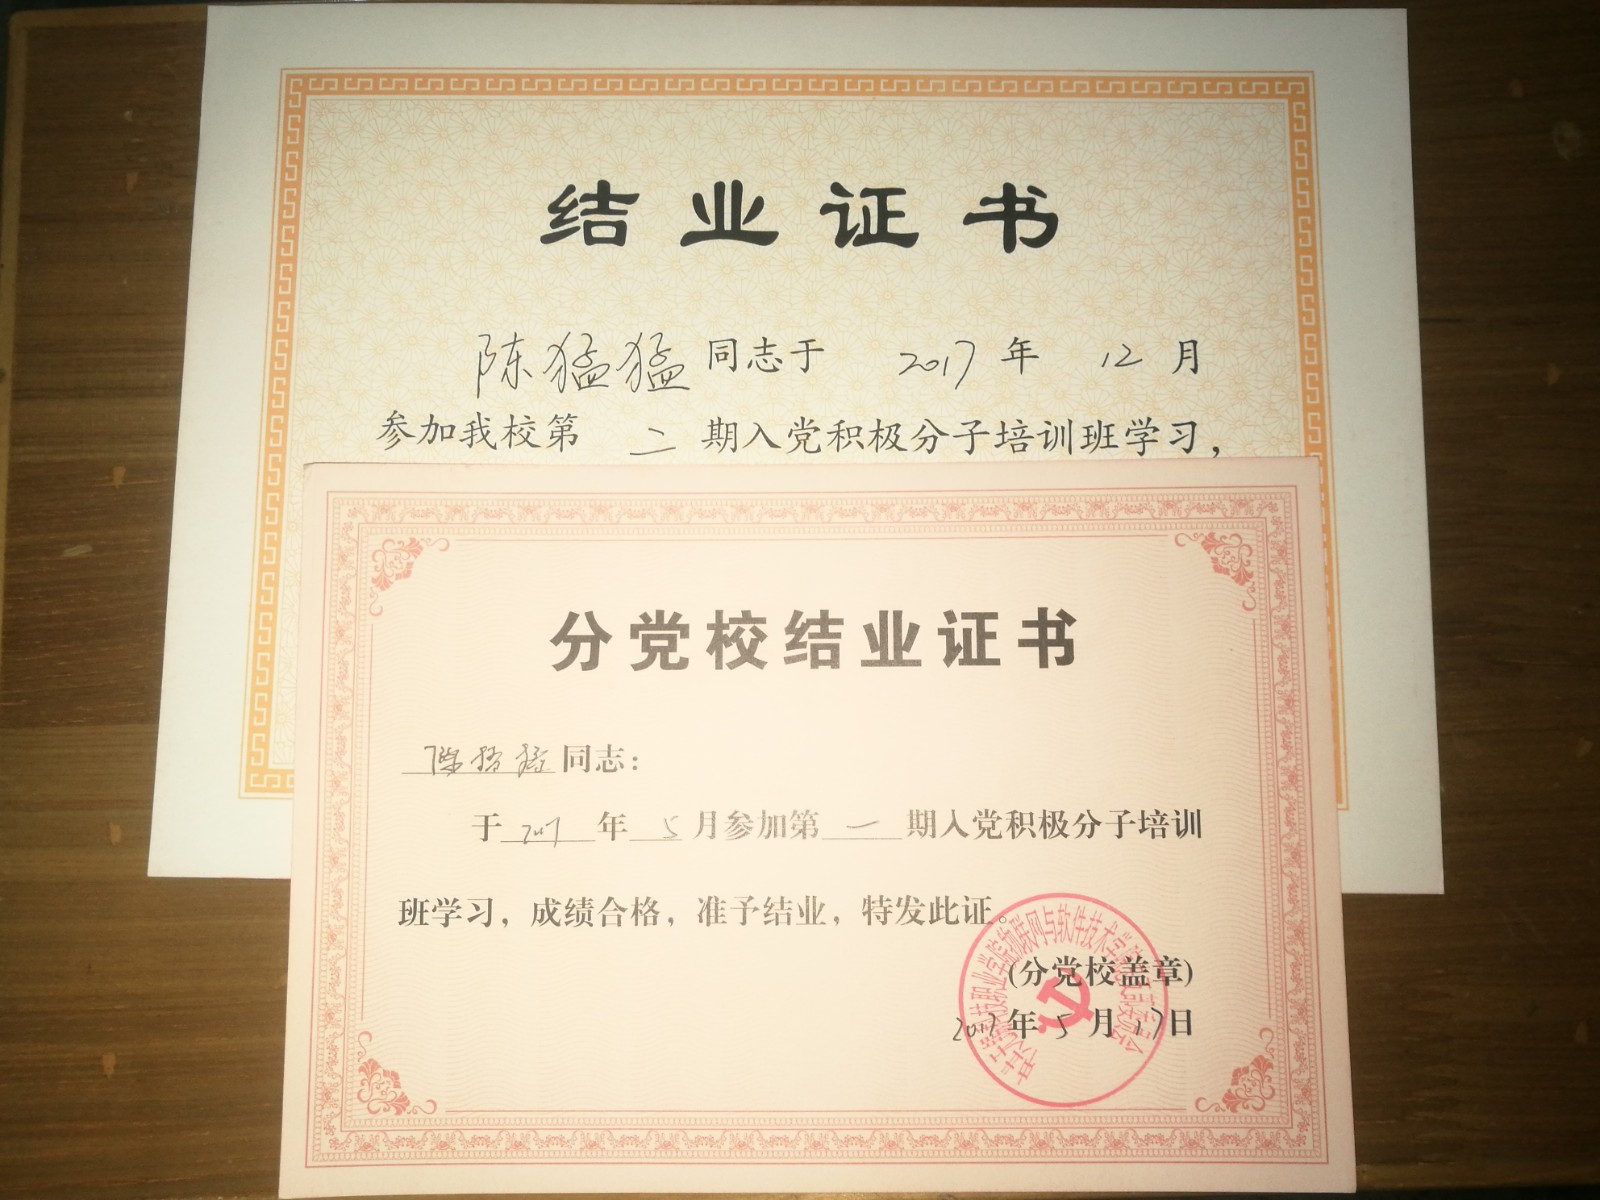 结业证书
陈猛猛同志于 2017 年 12 月
参加我校第 二 期入党积极分子培训班学习，
分党校结业证书
陈猛猛同志：
于 2017 年 5 月参加第 一 期入党积极分子培训
班学习，成绩合格，准予结业，特发此证。
(分党校盖章)
2017 年 5 月 17 日